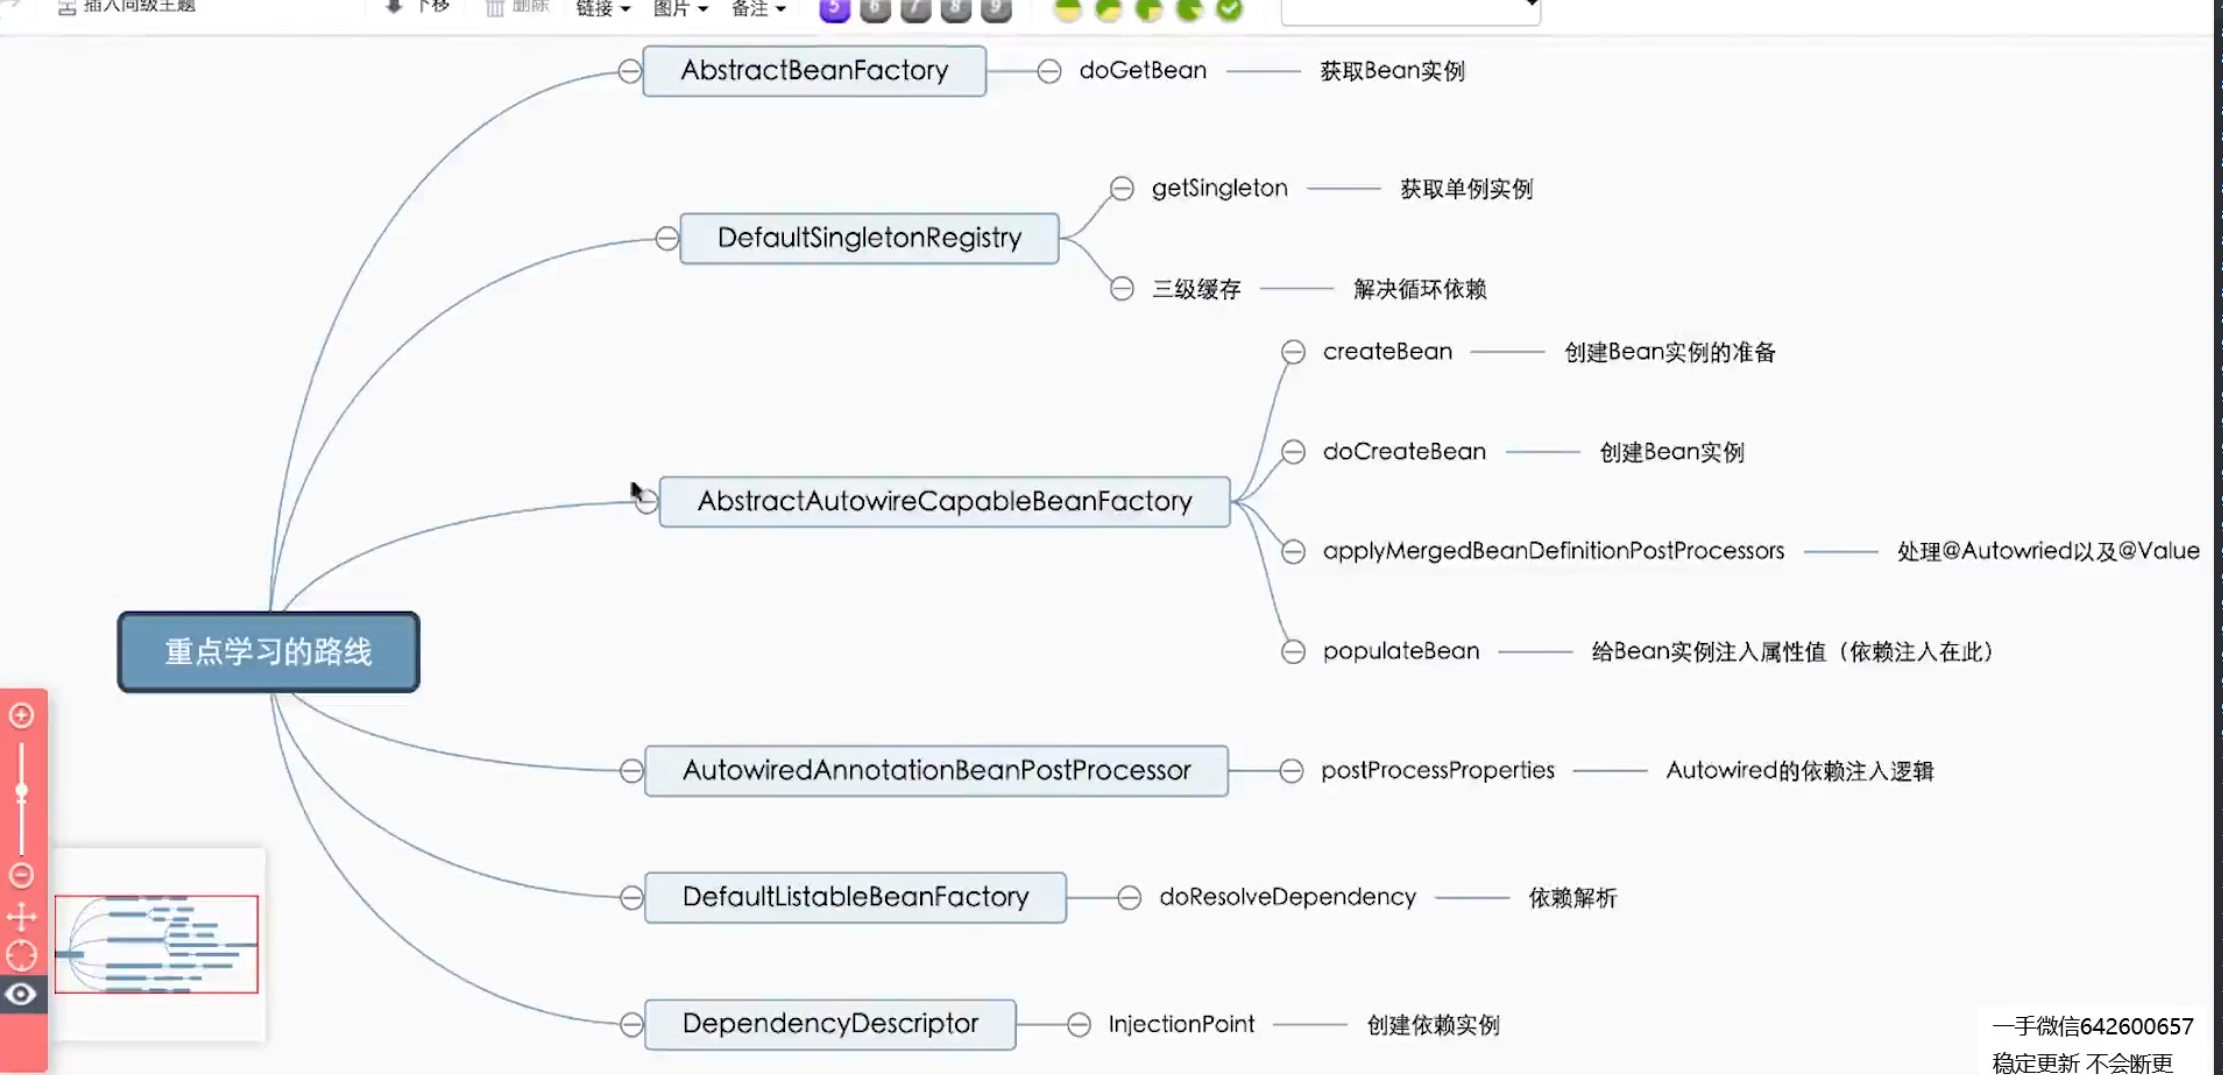 插入同级主题 下移 删除 链接 图片 备注 5 6 7 8 9
AbstractBeanFactory doGetBean 获取Bean实例
getSingleton 获取单例实例
DefaultSingletonRegistry
三级缓存 解决循环依赖
createBean 创建Bean实例的准备
doCreateBean 创建Bean实例
AbstractAutowireCapableBeanFactory
applyMergedBeanDefinitionPostProcessors 处理@Autowried以及@Value
重点学习的路线
populateBean 给Bean实例注入属性值（依赖注入在此）
AutowiredAnnotationBeanPostProcessor postProcessProperties Autowired的依赖注入逻辑
DefaultListableBeanFactory doResolveDependency 依赖解析
DependencyDescriptor InjectionPoint 创建依赖实例
一手微信642600657
稳定更新 不会断更